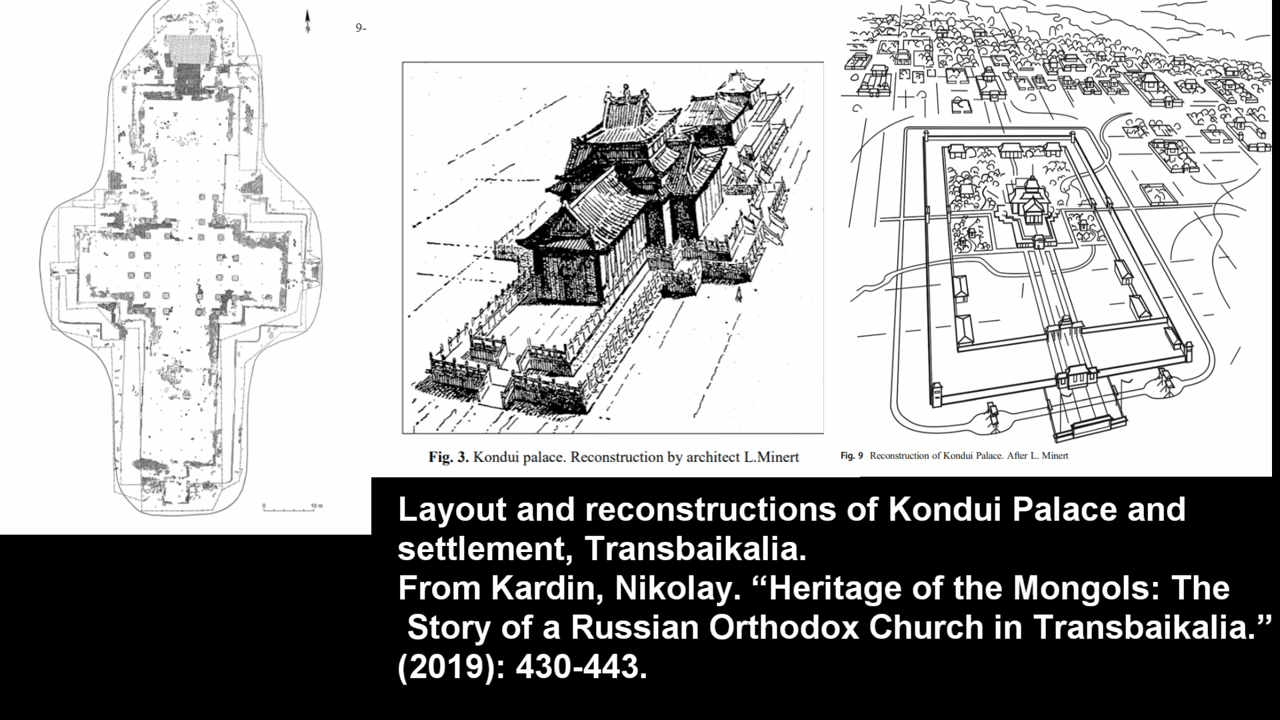 9-
10 m
Fig. 3. Kondui palace. Reconstruction by architect L.Minert
Fig. 9 Reconstruction of Kondui Palace. After L. Minert
Layout and reconstructions of Kondui Palace and
settlement, Transbaikalia.
From Kardin, Nikolay. “Heritage of the Mongols: The
Story of a Russian Orthodox Church in Transbaikalia.”
(2019): 430-443.